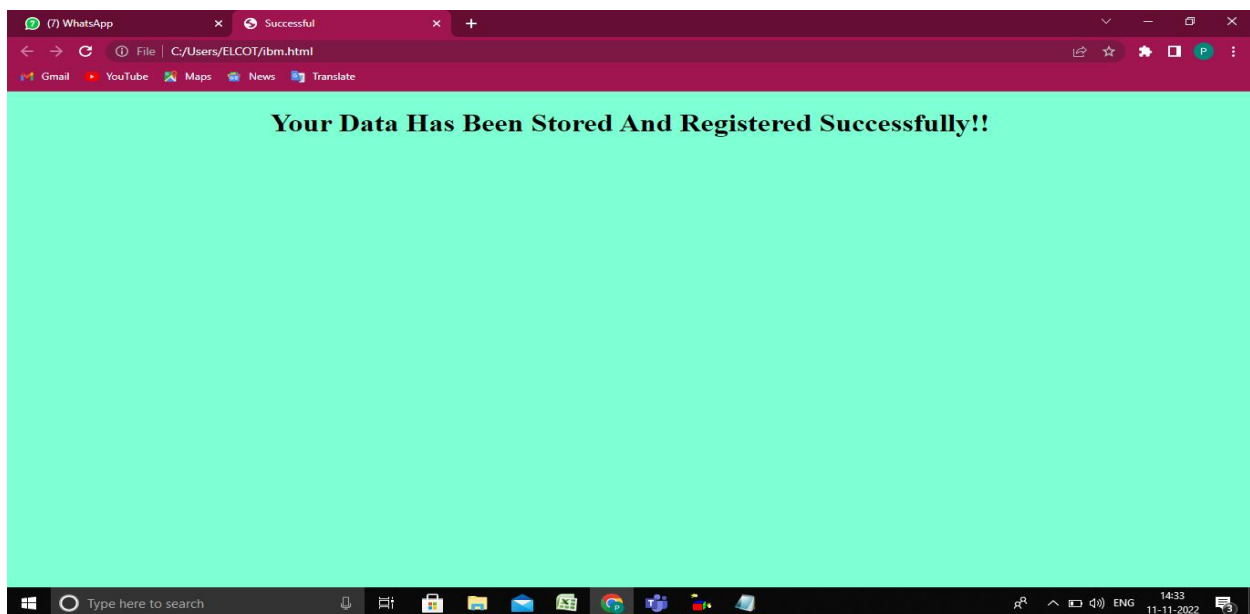 (7) WhatsApp
Successful
File | C:/Users/ELCOT/ibm.html
P
Gmail YouTube Maps News Translate
Your Data Has Been Stored And Registered Successfully!!
Type here to search
ENG
14:33
11-11-2022
3